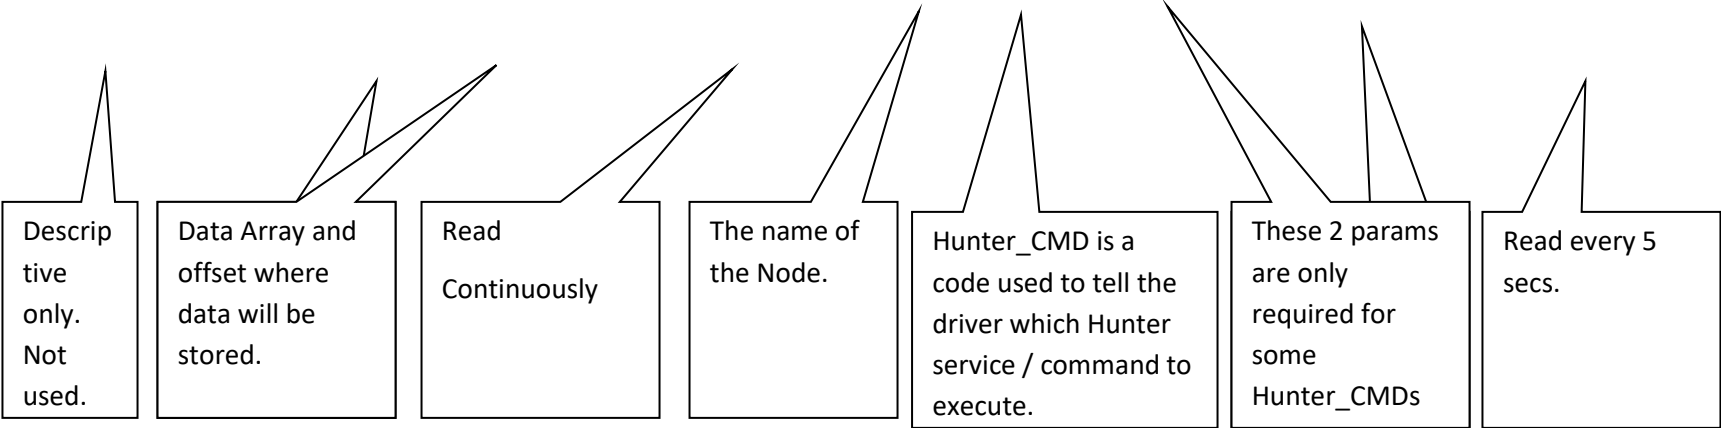 Descrip
tive
only.
Not
used.
Data Array and
offset where
data will be
stored.
Read
Continuously
The name of
the Node.
Hunter_CMD is a
code used to tell the
driver which Hunter
service / command to
execute.
These 2 params
are only
required for
some
Hunter_CMDs
Read every 5
secs.